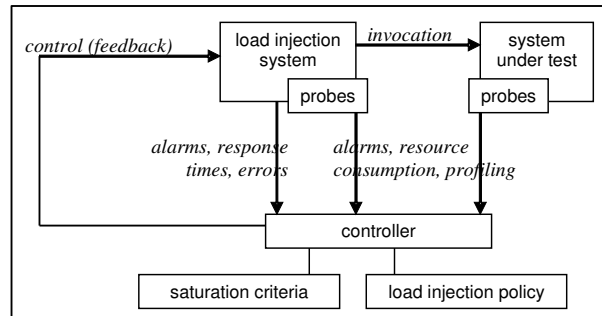 control (feedback)
load injection
system
invocation
system
under test
probes
probes
alarms, response
times, errors
alarms, resource
consumption, profiling
controller
saturation criteria
load injection policy